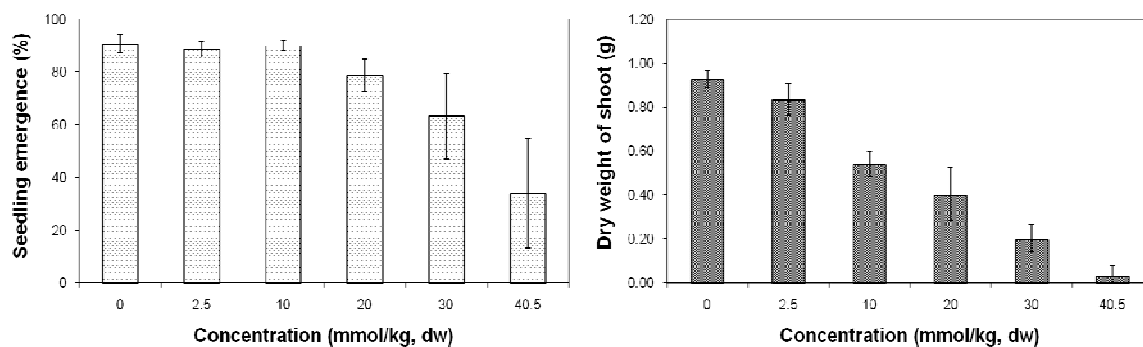 Seedling emergence (%)
100
80
60
40
20
0
0 2.5 10 20 30 40.5
Concentration (mmol/kg, dw)
Dry weight of shoot (g)
1.20
1.00
0.80
0.60
0.40
0.20
0.00
0 2.5 10 20 30 40.5
Concentration (mmol/kg, dw)